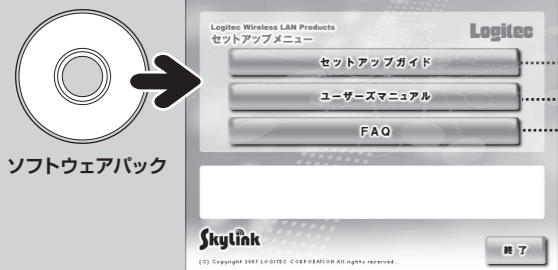 Logitec Wireless LAN Products
セットアップメニュー
Logitec
セットアップガイド
ユーザーズマニュアル
FAQ
ソフトウェアパック
Skylink
終了
(C) Copyright 2007 LOGITEC CORPORATION All rights reserved.